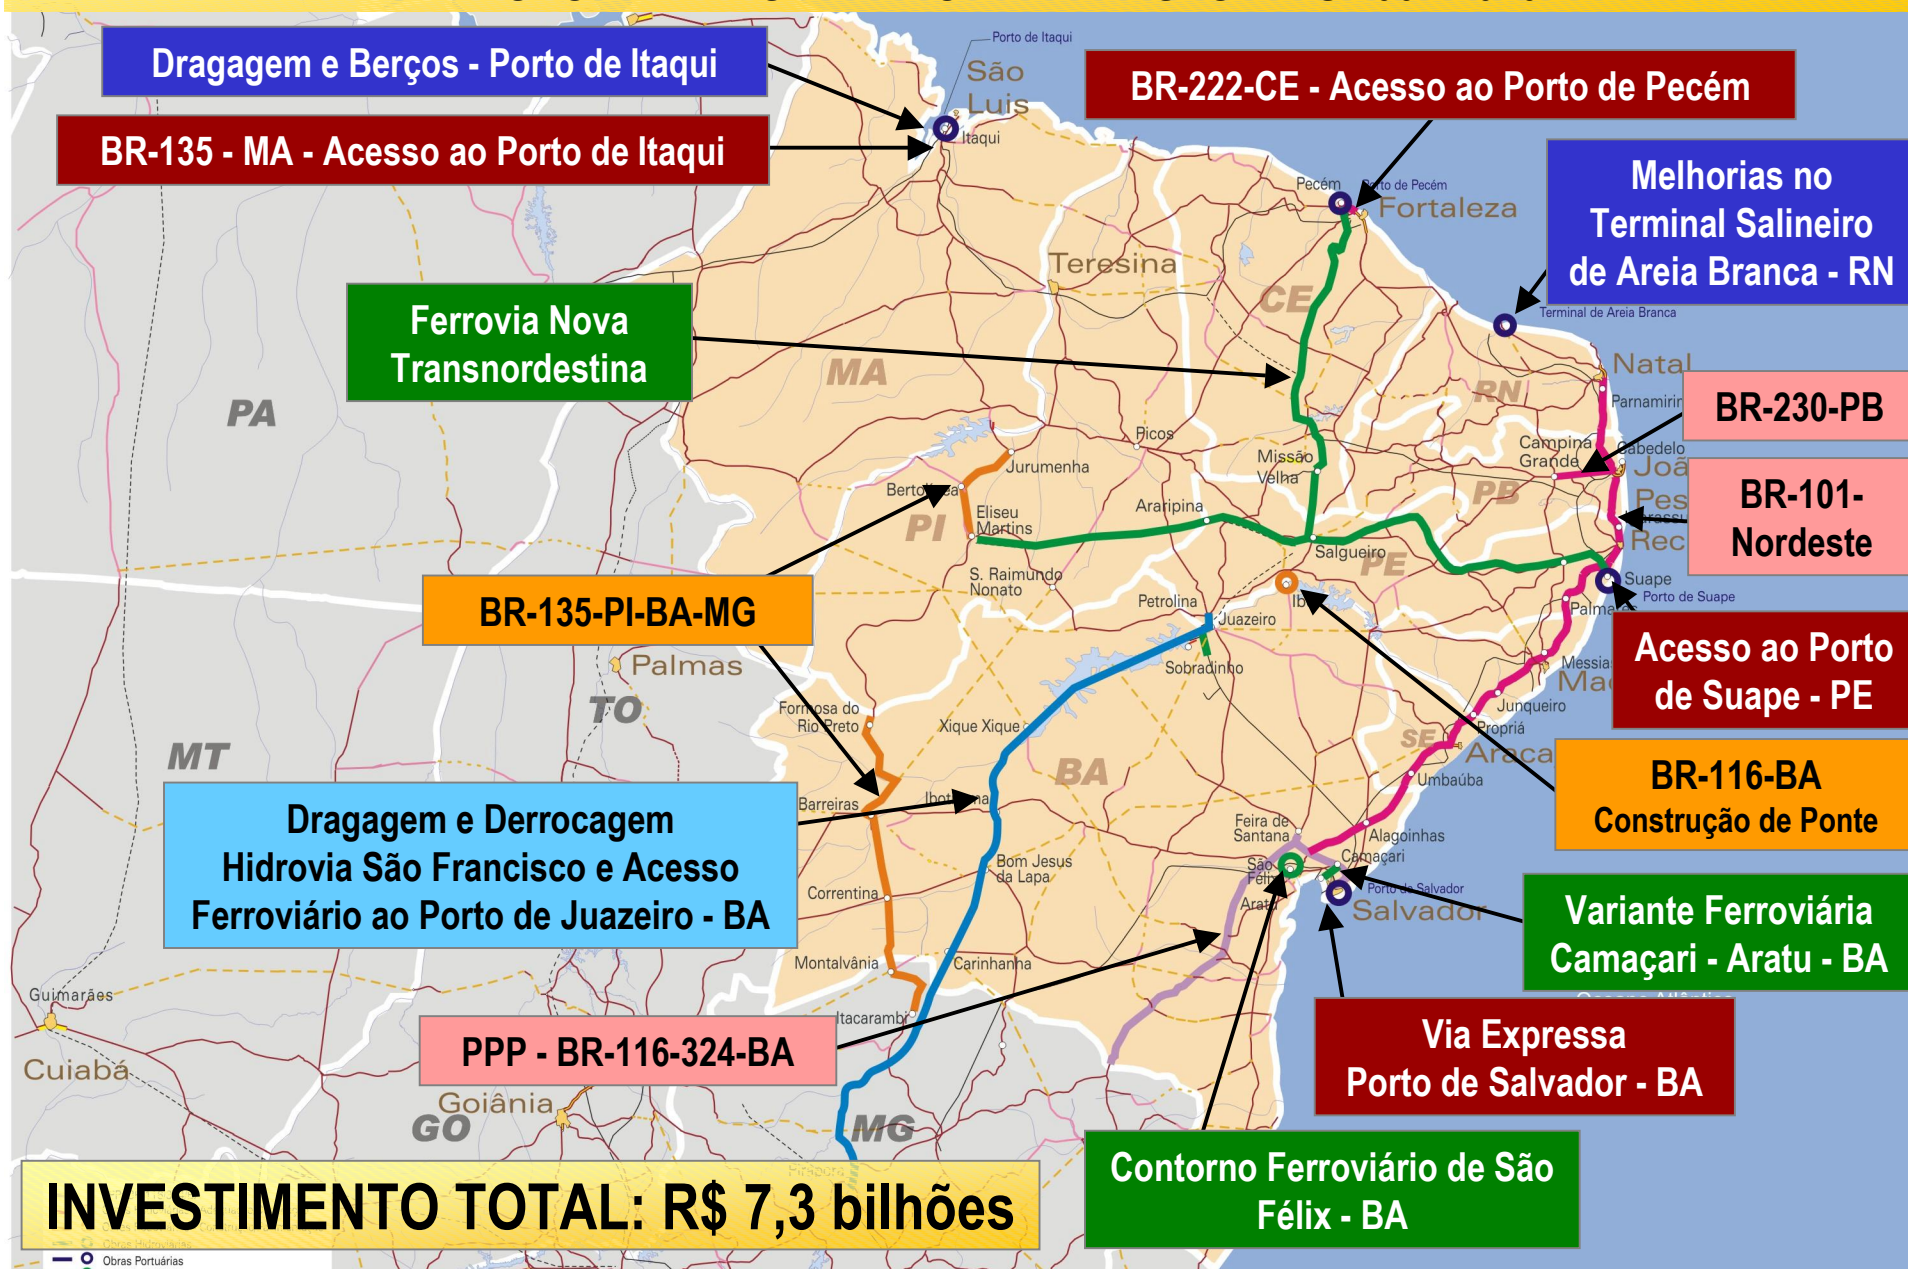 Dragagem e Berços - Porto de Itaqui
BR-135 - MA - Acesso ao Porto de Itaqui
BR-222-CE - Acesso ao Porto de Pecém
Melhorias no
Terminal Salineiro
de Areia Branca - RN
Ferrovia Nova
Transnordestina
BR-230-PB
BR-101-
Nordeste
BR-135-PI-BA-MG
Acesso ao Porto
de Suape - PE
BR-116-BA
Construção de Ponte
Dragagem e Derrocagem
Hidrovia São Francisco e Acesso
Ferroviário ao Porto de Juazeiro - BA
Variante Ferroviária
Camaçari - Aratu - BA
PPP - BR-116-324-BA
Via Expressa
Porto de Salvador - BA
Contorno Ferroviário de São
Félix - BA
INVESTIMENTO TOTAL: R$ 7,3 bilhões
Obras Hidroviárias
Obras Portuárias
Porto de Itaqui
São
Luis
Itaqui
Pecém
Porto de Pecém
Fortaleza
Teresina
CE
Terminal de Areia Branca
MA
Natal
RN
PA
Picos
Campina
Grande
Cabedelo
Missão
Velha
Jurumenha
PB
Eliseu
Martins
Araripina
PI
Salgueiro
PE
S. Raimundo
Nonato
Petrolina
Juazeiro
Suape
Porto de Suape
Palmares
Palmas
Sobradinho
TO
Formosa do
Rio Preto
Xique Xique
Junqueiro
Propriá
MT
SE
BA
Umbaúba
Barreiras
Feira de
Santana
Alagoinhas
Camaçari
São
Félix
Bom Jesus
da Lapa
Porto de Salvador
Salvador
Correntina
Aratu
Montalvânia
Carinhanha
Guimarães
Itacarambi
Cuiabá
Goiânia
GO
MG